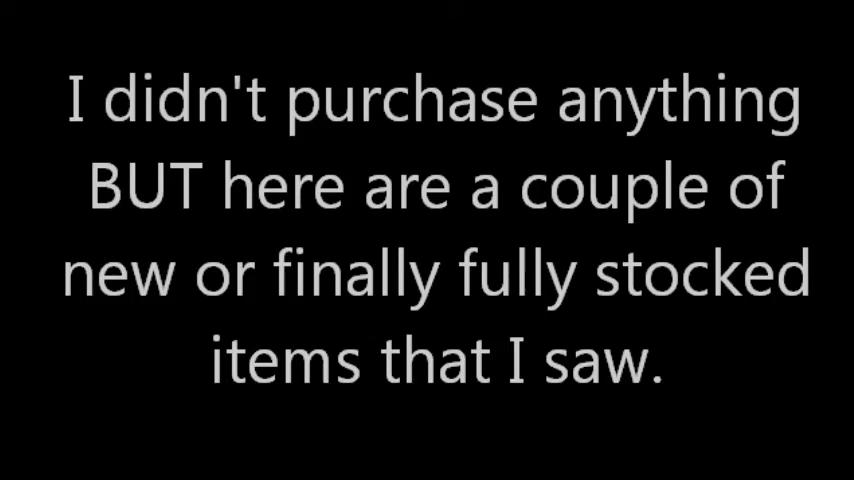 I didn't purchase anything
BUT here are a couple of
new or finally fully stocked
items that I saw.